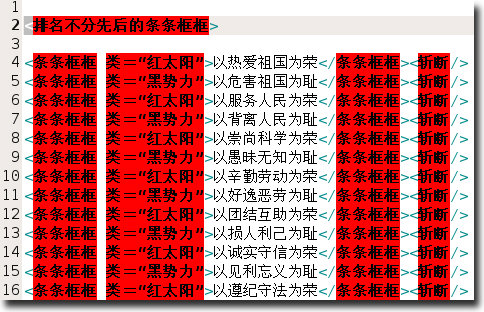 1
2 <排名不分先后的条条框框>
3
4 <条条框框 类="红太阳">以热爱祖国为荣</条条框框><斩断/>
5 <条条框框 类="黑势力">以危害祖国为耻</条条框框><斩断/>
6 <条条框框 类="红太阳">以服务人民为荣</条条框框><斩断/>
7 <条条框框 类="黑势力">以背离人民为耻</条条框框><斩断/>
8 <条条框框 类="红太阳">以崇尚科学为荣</条条框框><斩断/>
9 <条条框框 类="黑势力">以愚昧无知为耻</条条框框><斩断/>
10 <条条框框 类="红太阳">以辛勤劳动为荣</条条框框><斩断/>
11 <条条框框 类="黑势力">以好逸恶劳为耻</条条框框><斩断/>
12 <条条框框 类="红太阳">以团结互助为荣</条条框框><斩断/>
13 <条条框框 类="黑势力">以损人利己为耻</条条框框><斩断/>
14 <条条框框 类="红太阳">以诚实守信为荣</条条框框><斩断/>
15 <条条框框 类="黑势力">以见利忘义为耻</条条框框><斩断/>
16 <条条框框 类="红太阳">以遵纪守法为荣</条条框框><斩断/>